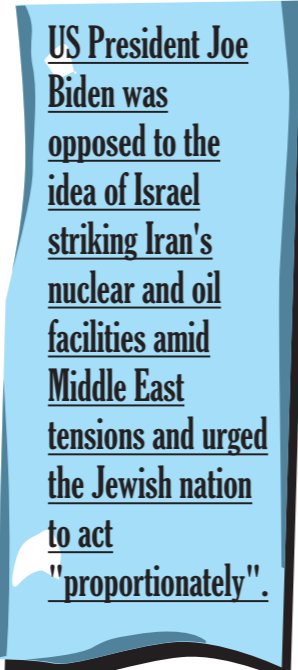 US President Joe
Biden was
opposed to the
idea of Israel
striking Iran's
nuclear and oil
facilities amid
Middle East
tensions and urged
the Jewish nation
to act
"proportionately".